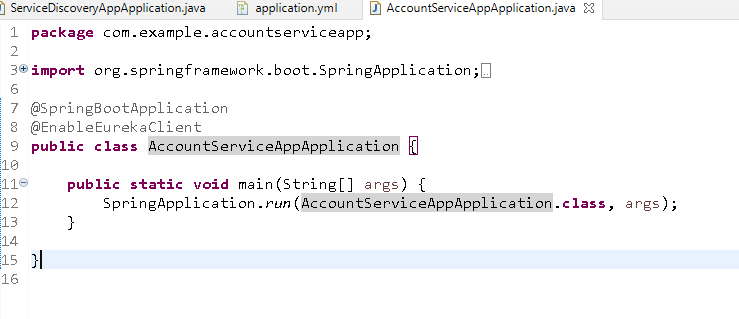 ServiceDiscoveryAppApplication.java application.yml AccountServiceAppApplication.java
1 package com.example.accountserviceapp;
2
3 import org.springframework.boot.SpringApplication;
6
7 @SpringBootApplication
8 @EnableEurekaClient
9 public class AccountServiceAppApplication {
10
11 public static void main(String[] args) {
12 SpringApplication.run(AccountServiceAppApplication.class, args);
13 }
14
15 }
16